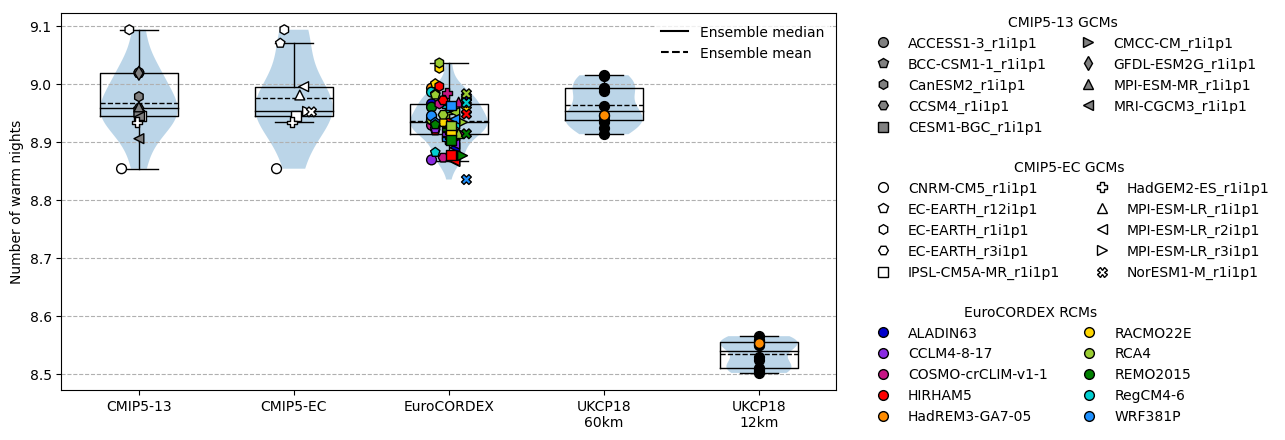 Number of warm nights
9.1
9.0
8.9
8.8
8.7
8.6
8.5
Ensemble median
Ensemble mean
CMIP5-13
CMIP5-EC
EuroCORDEX
UKCP18
60km
UKCP18
12km
CMIP5-13 GCMs
ACCESS1-3_r1i1p1
BCC-CSM1-1_r1i1p1
CanESM2_r1i1p1
CCSM4_r1i1p1
CESM1-BGC_r1i1p1
CMCC-CM_r1i1p1
GFDL-ESM2G_r1i1p1
MPI-ESM-MR_r1i1p1
MRI-CGCM3_r1i1p1
CMIP5-EC GCMs
CNRM-CM5_r1i1p1
EC-EARTH_r12i1p1
EC-EARTH_r1i1p1
EC-EARTH_r3i1p1
IPSL-CM5A-MR_r1i1p1
HadGEM2-ES_r1i1p1
MPI-ESM-LR_r1i1p1
MPI-ESM-LR_r2i1p1
MPI-ESM-LR_r3i1p1
NorESM1-M_r1i1p1
EuroCORDEX RCMs
ALADIN63
CCLM4-8-17
COSMO-crCLIM-v1-1
HIRHAM5
HadREM3-GA7-05
RACMO22E
RCA4
REMO2015
RegCM4-6
WRF381P